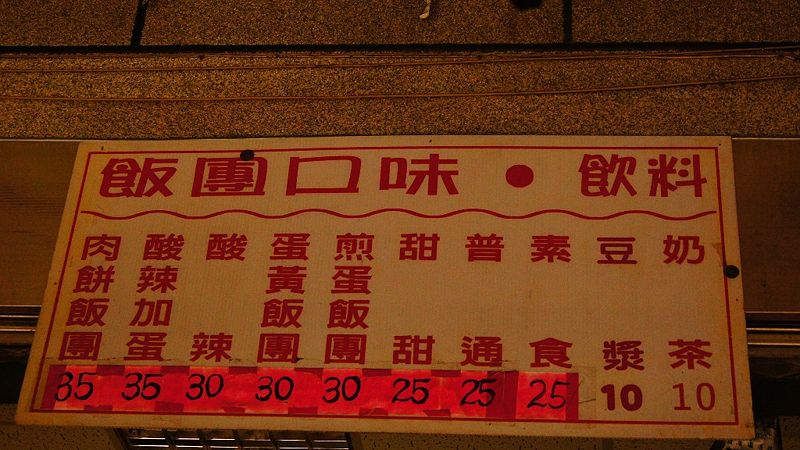 飯團口味•飲料
肉餅飯團 35
酸辣加蛋 35
酸辣 30
蛋黃飯團 30
煎蛋飯團 30
甜甜 25
普通 25
素食 25
豆漿 10
奶茶 10